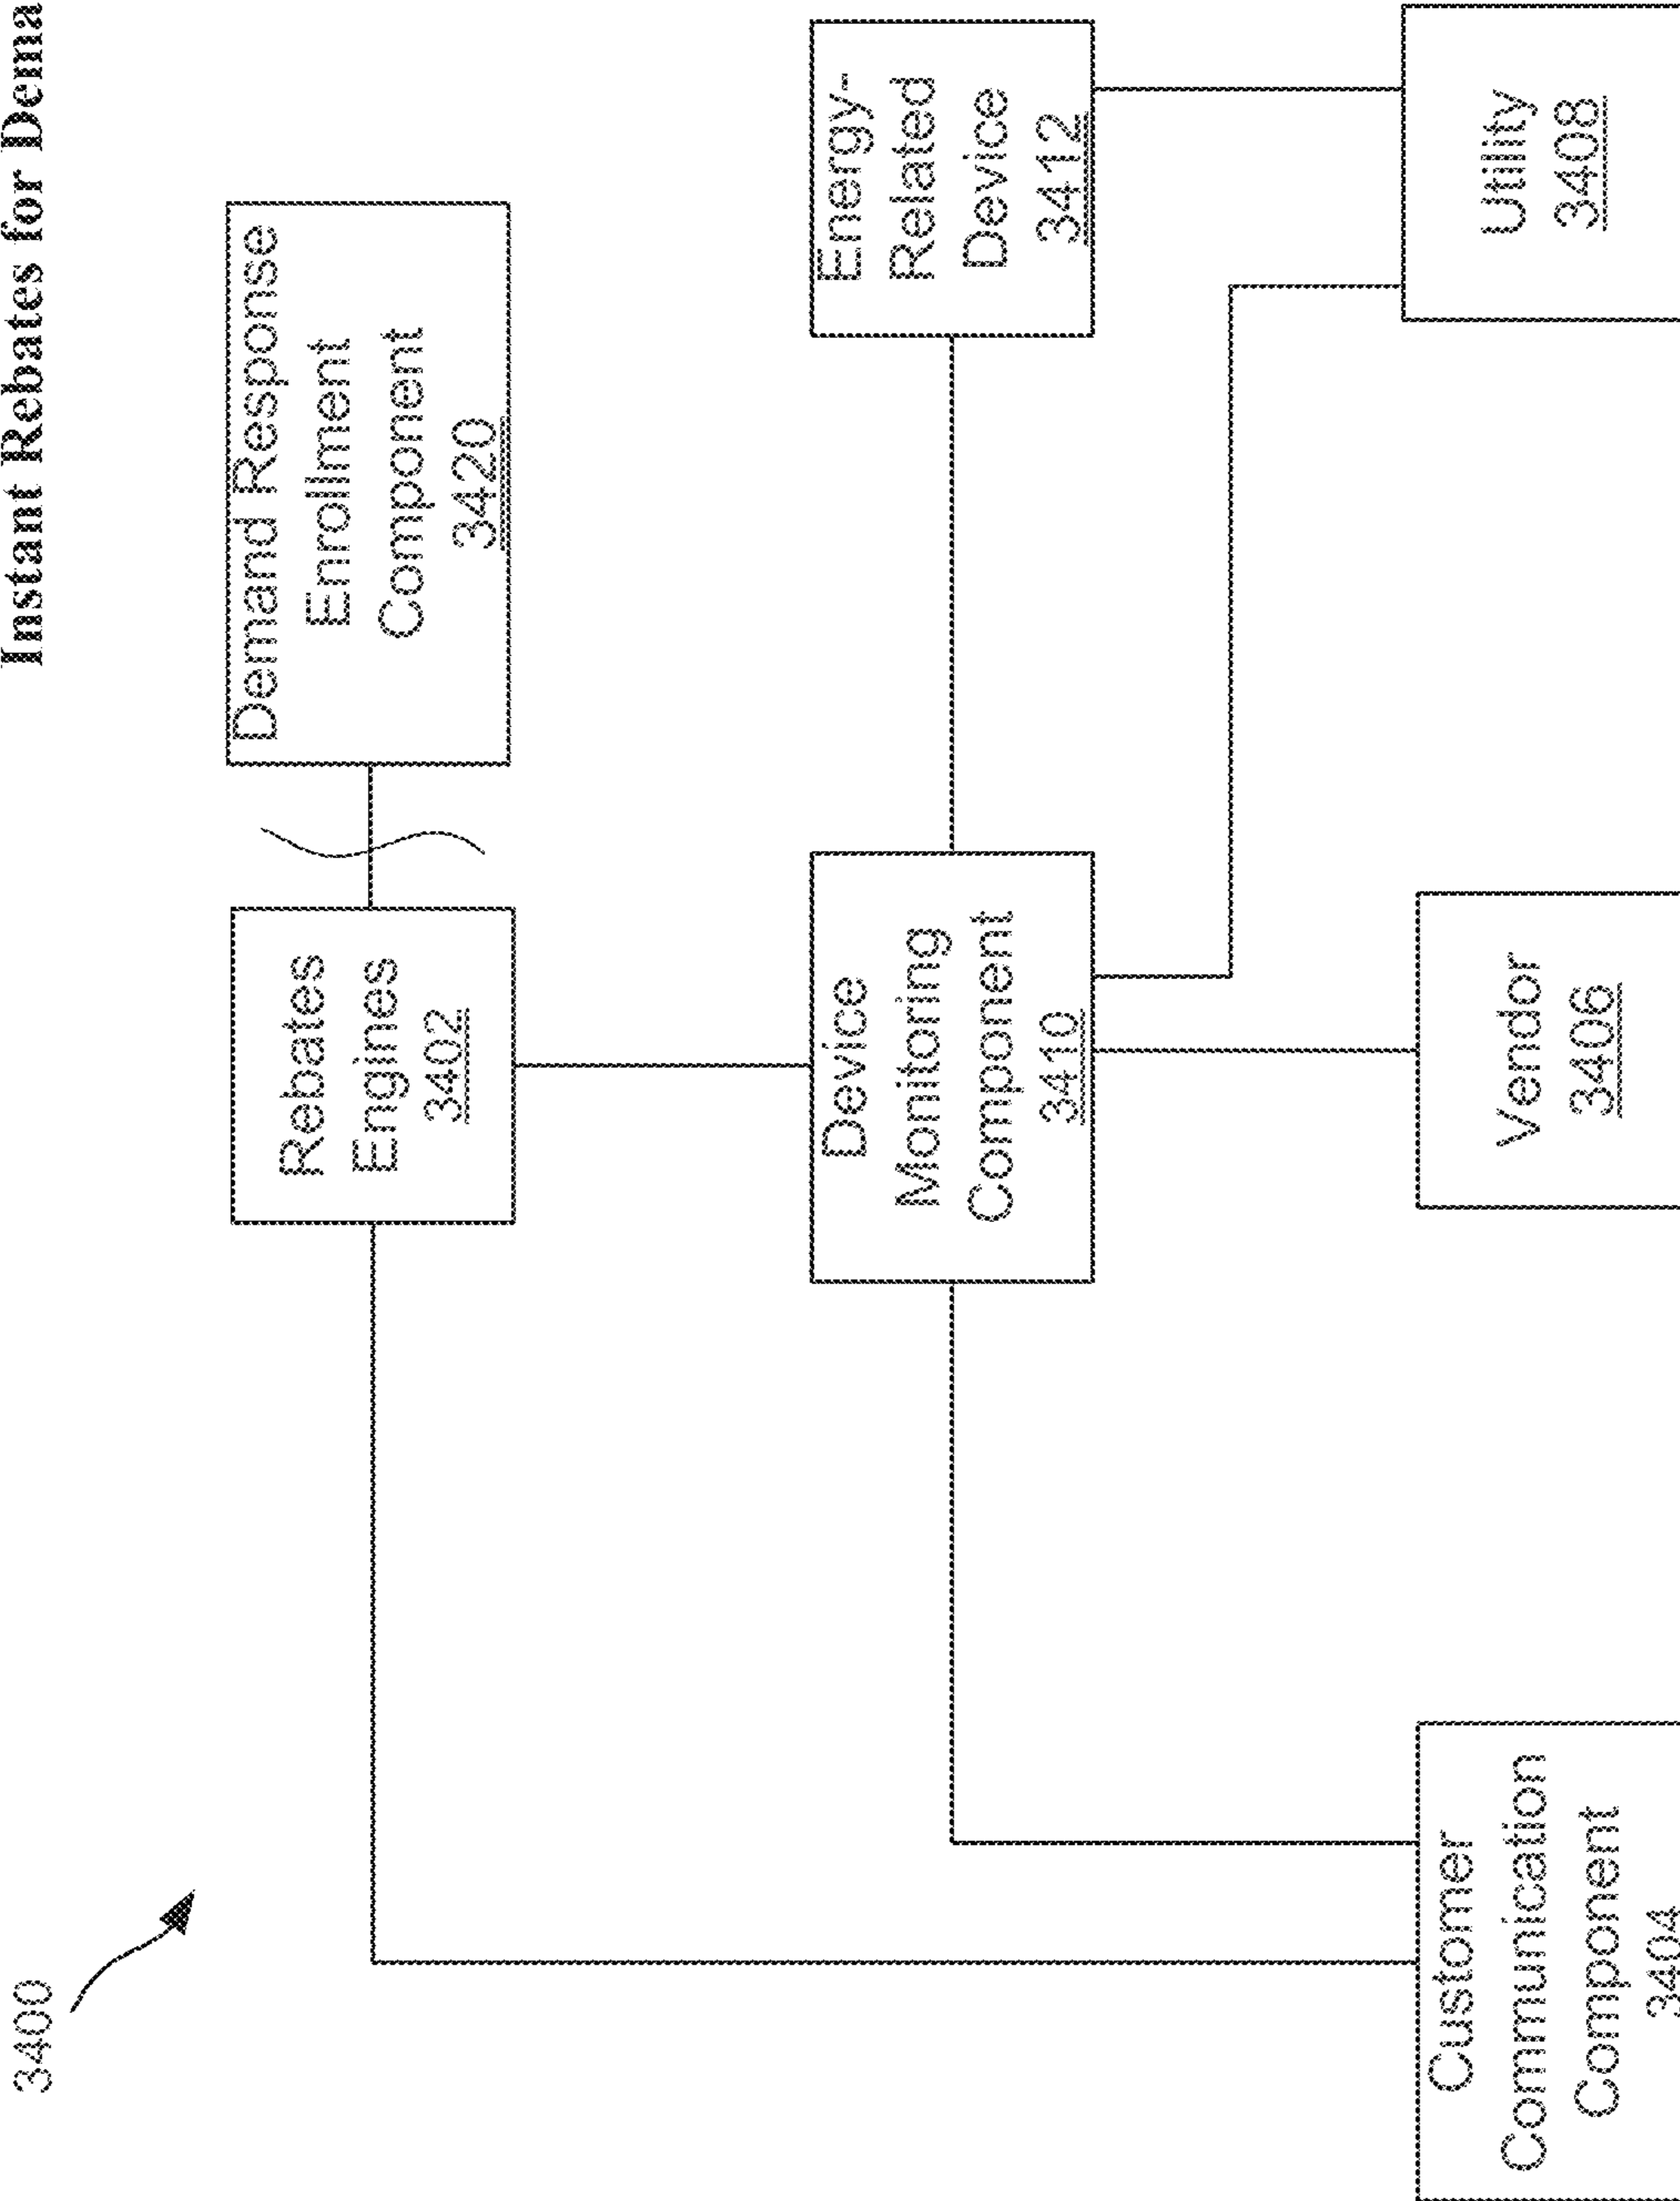 Instant Rebates for Dema
3400
Rebates
Engines
3402
Demand Response
Enrollment
Component
3420
Device
Monitoring
Component
3410
Energy-
Related
Device
3412
Customer
Communication
Component
3404
Vendor
3406
Utility
3408